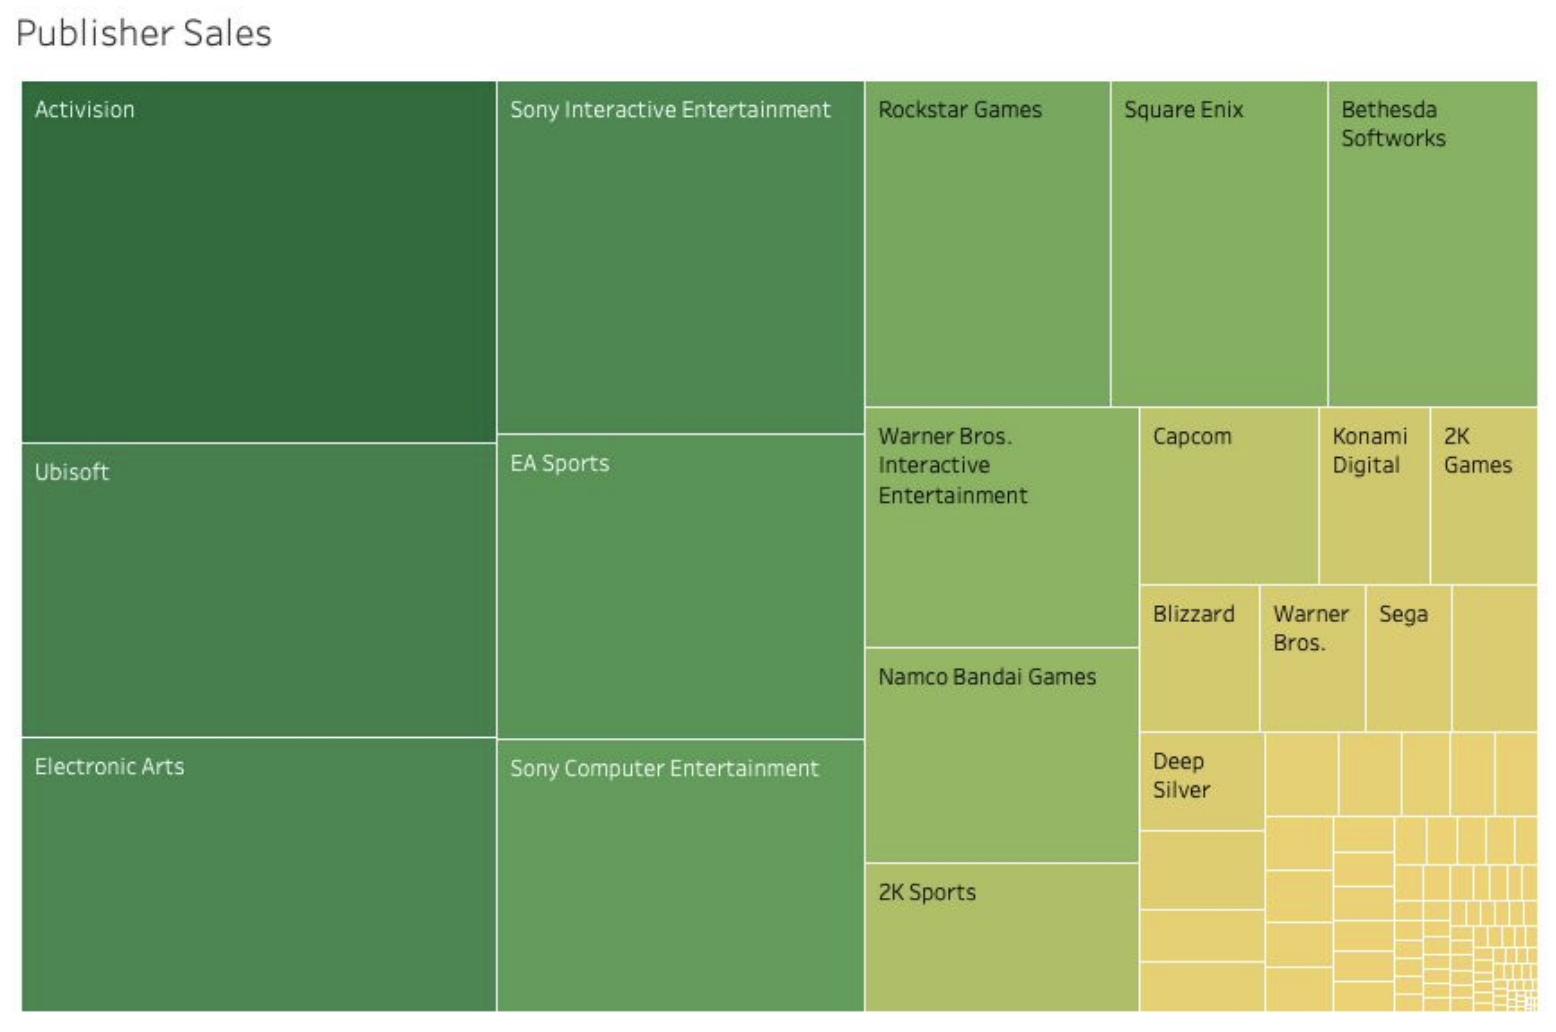 Publisher Sales
Activision
Sony Interactive Entertainment
Rockstar Games
Square Enix
Bethesda
Softworks
Warner Bros.
Interactive
Entertainment
Capcom
Konami
Digital
2K
Games
Ubisoft
EA Sports
Blizzard
Warner
Bros.
Sega
Namco Bandai Games
Electronic Arts
Sony Computer Entertainment
Deep
Silver
2K Sports